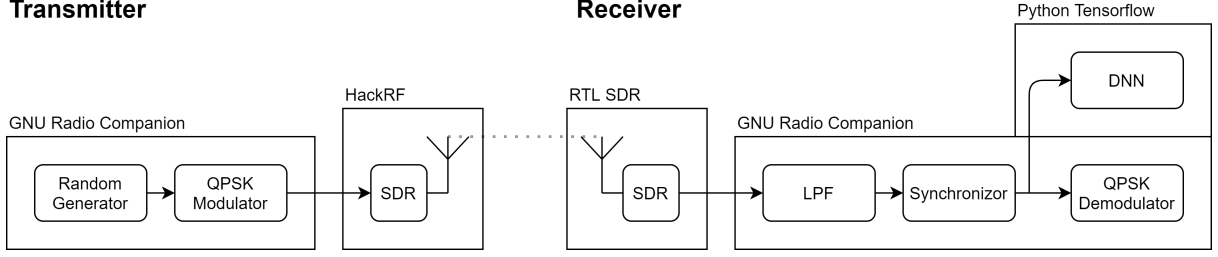 Transmitter
Receiver
Python Tensorflow
DNN
HackRF
RTL SDR
GNU Radio Companion
GNU Radio Companion
Random
Generator
QPSK
Modulator
SDR
SDR
LPF
Synchronizor
QPSK
Demodulator